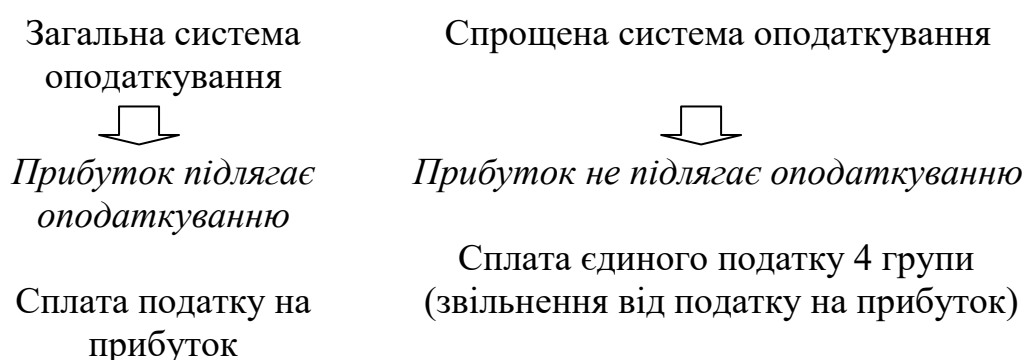 Загальна система
оподаткування
Прибуток підлягає
оподаткуванню
Сплата податку на
прибуток
Спрощена система оподаткування
Прибуток не підлягає оподаткуванню
Сплата єдиного податку 4 групи
(звільнення від податку на прибуток)